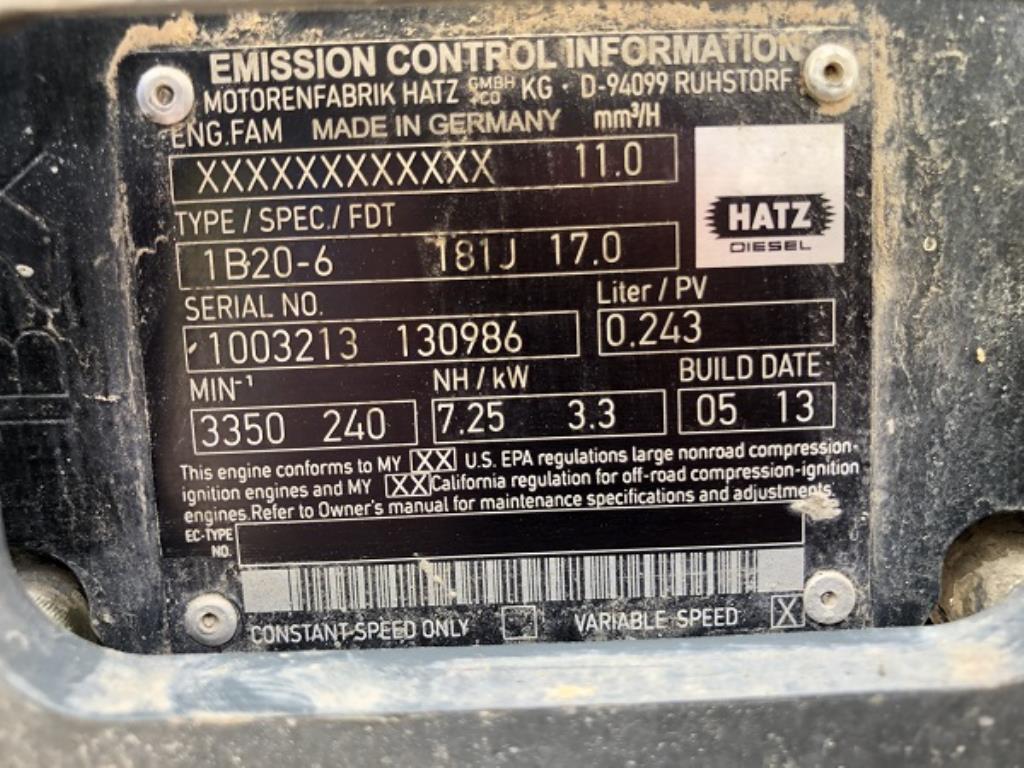 EMISSION CONTROL INFORMATION
MOTORENFABRIK HATZ GMBH +CO KG · D-94099 RUHSTORF
ENG.FAM MADE IN GERMANY mm³/H
XXXXXXXXXXXX 11.0
HATZ
DIESEL
TYPE / SPEC. / FDT
1B20-6 181J 17.0
SERIAL NO. Liter / PV
1003213 130986 0.243
MIN⁻¹ NH / kW BUILD DATE
3350 240 7.25 3.3 05 13
This engine conforms to MY XX U.S. EPA regulations large nonroad compression-
ignition engines and MY XX California regulation for off-road compression-ignition
engines.Refer to Owner's manual for maintenance specifications and adjustments.
EC-TYPE
NO.
CONSTANT SPEED ONLY VARIABLE SPEED X